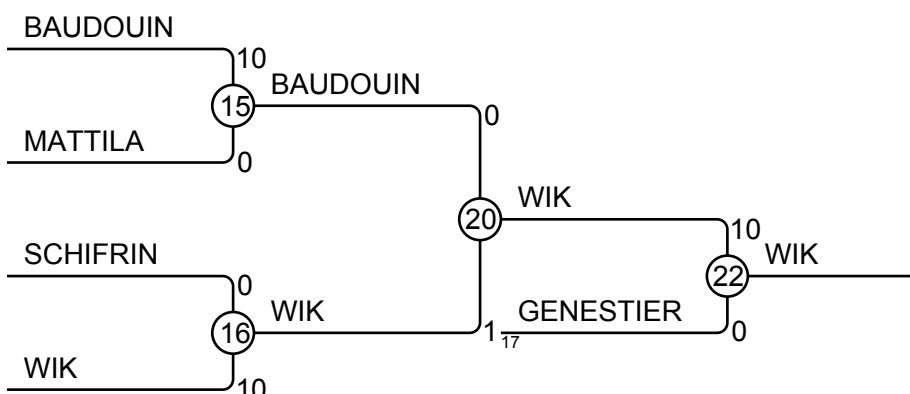 BAUDOUIN
10
15
BAUDOUIN
MATTILA
0
0
20
WIK
SCHIFRIN
0
16
WIK
1
WIK
10
10
22
WIK
17
GENESTIER
0